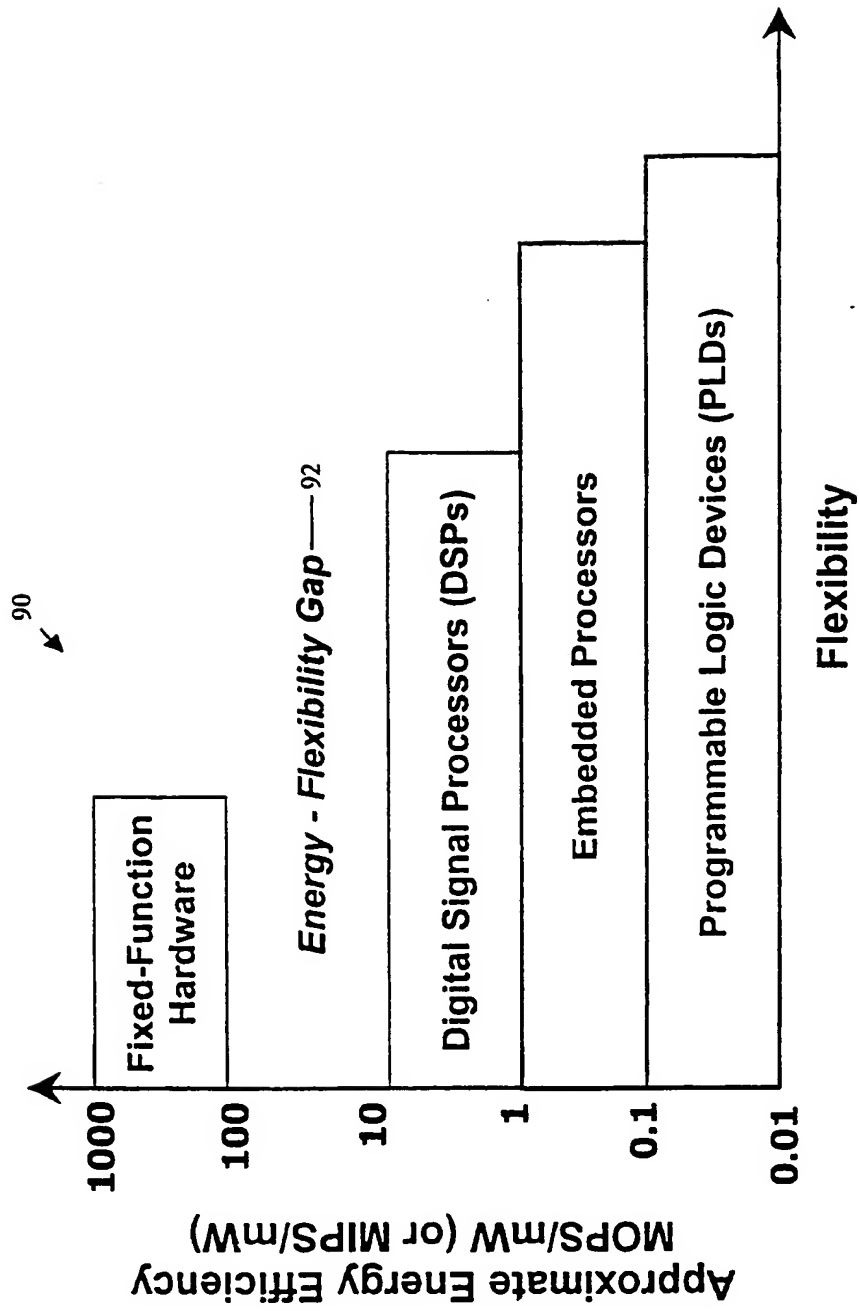 90
Approximate Energy Efficiency
MOPS/mW (or MIPS/mW)
1000
100
10
1
0.1
0.01
Fixed-Function
Hardware
Energy - Flexibility Gap
92
Digital Signal Processors (DSPs)
Embedded Processors
Programmable Logic Devices (PLDs)
Flexibility